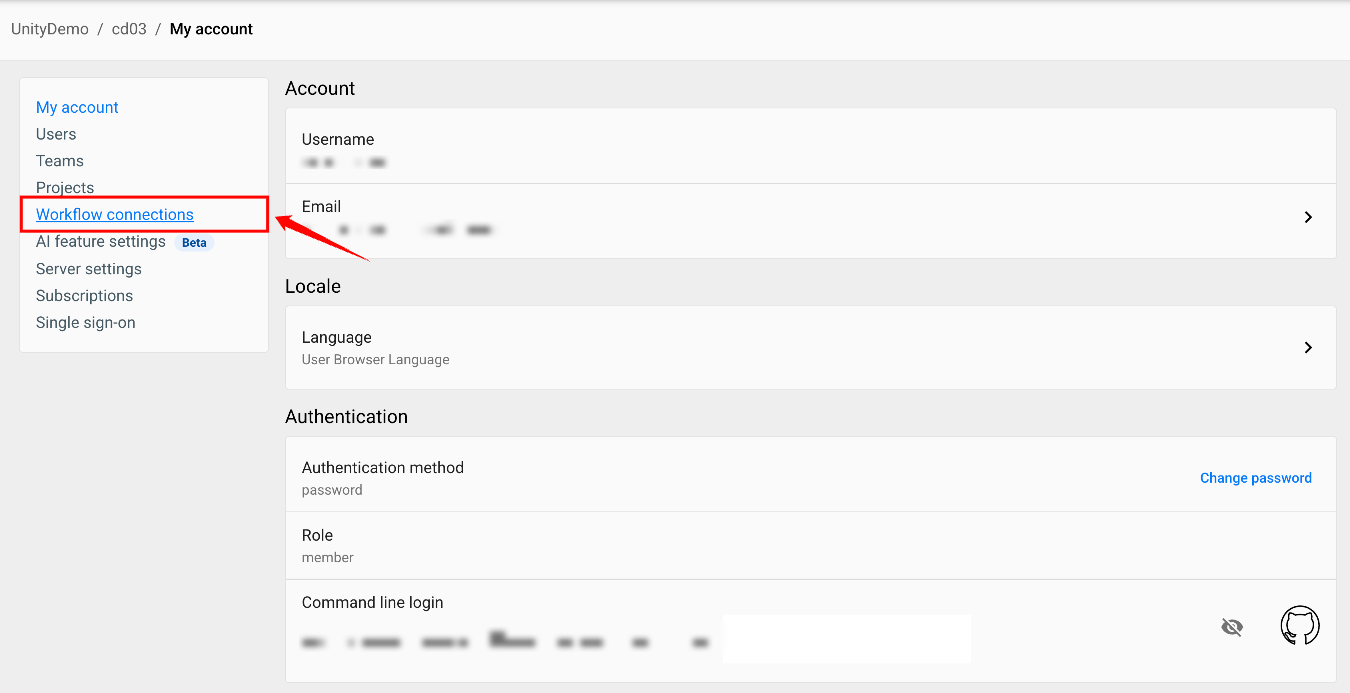 UnityDemo / cd03 / My account
My account
Users
Teams
Projects
Workflow connections
AI feature settings Beta
Server settings
Subscriptions
Single sign-on
Account
Username
Email
Locale
Language
User Browser Language
Authentication
Authentication method
password
Change password
Role
member
Command line login